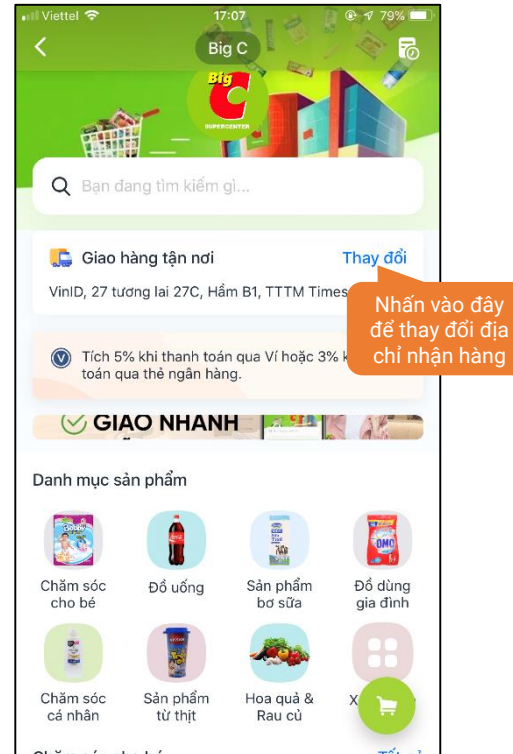 Viettel 17:07 79%
Big C
Big
C
SUPERCENTER
Bạn đang tìm kiếm gì...
Giao hàng tận nơi Thay đổi
VinID, 27 tương lai 27C, Hầm B1, TTTM Times
Nhấn vào đây
để thay đổi địa
chỉ nhận hàng
Tích 5% khi thanh toán qua Ví hoặc 3%
toán qua thẻ ngân hàng.
GIAO NHANH
Danh mục sản phẩm
Bobby
OMO
Chăm sóc
cho bé
Đồ uống
Sản phẩm
bơ sữa
Đồ dùng
gia đình
Chăm sóc
cá nhân
Sản phẩm
từ thịt
Hoa quả &
Rau củ